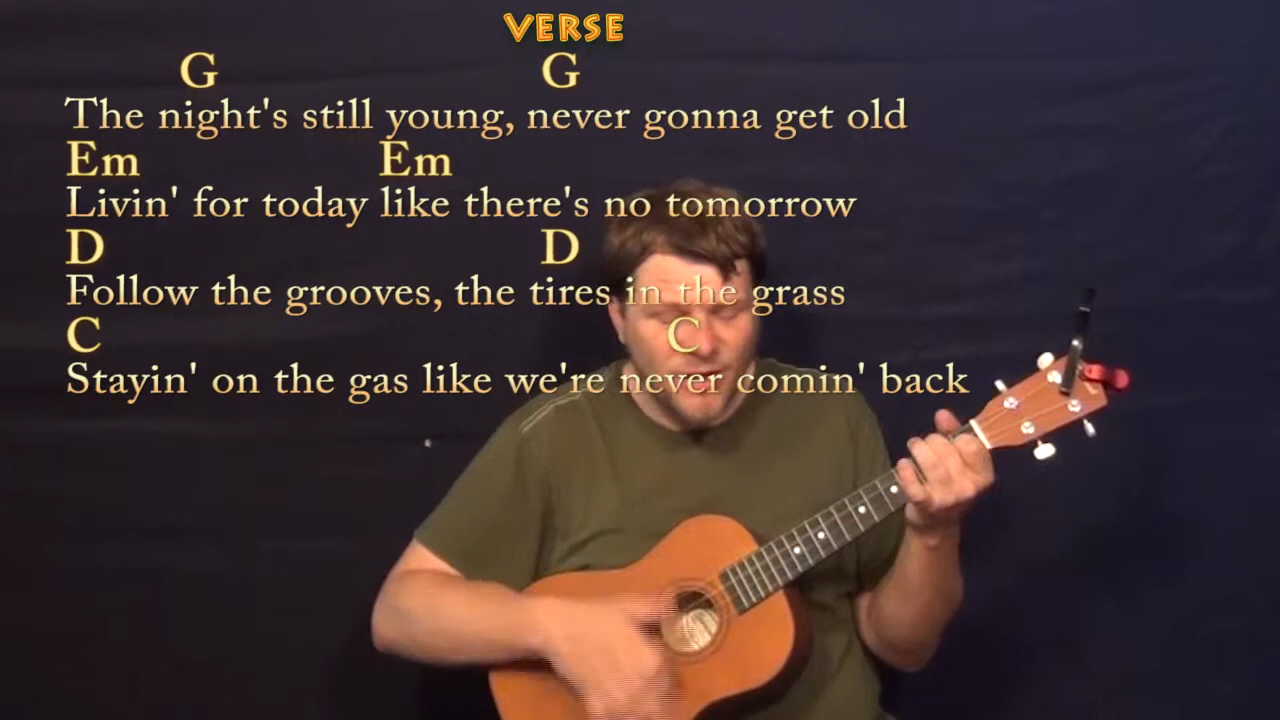 VERSE
G G
The night's still young, never gonna get old
Em Em
Livin' for today like there's no tomorrow
D D
Follow the grooves, the tires in the grass
C C
Stayin' on the gas like we're never comin' back